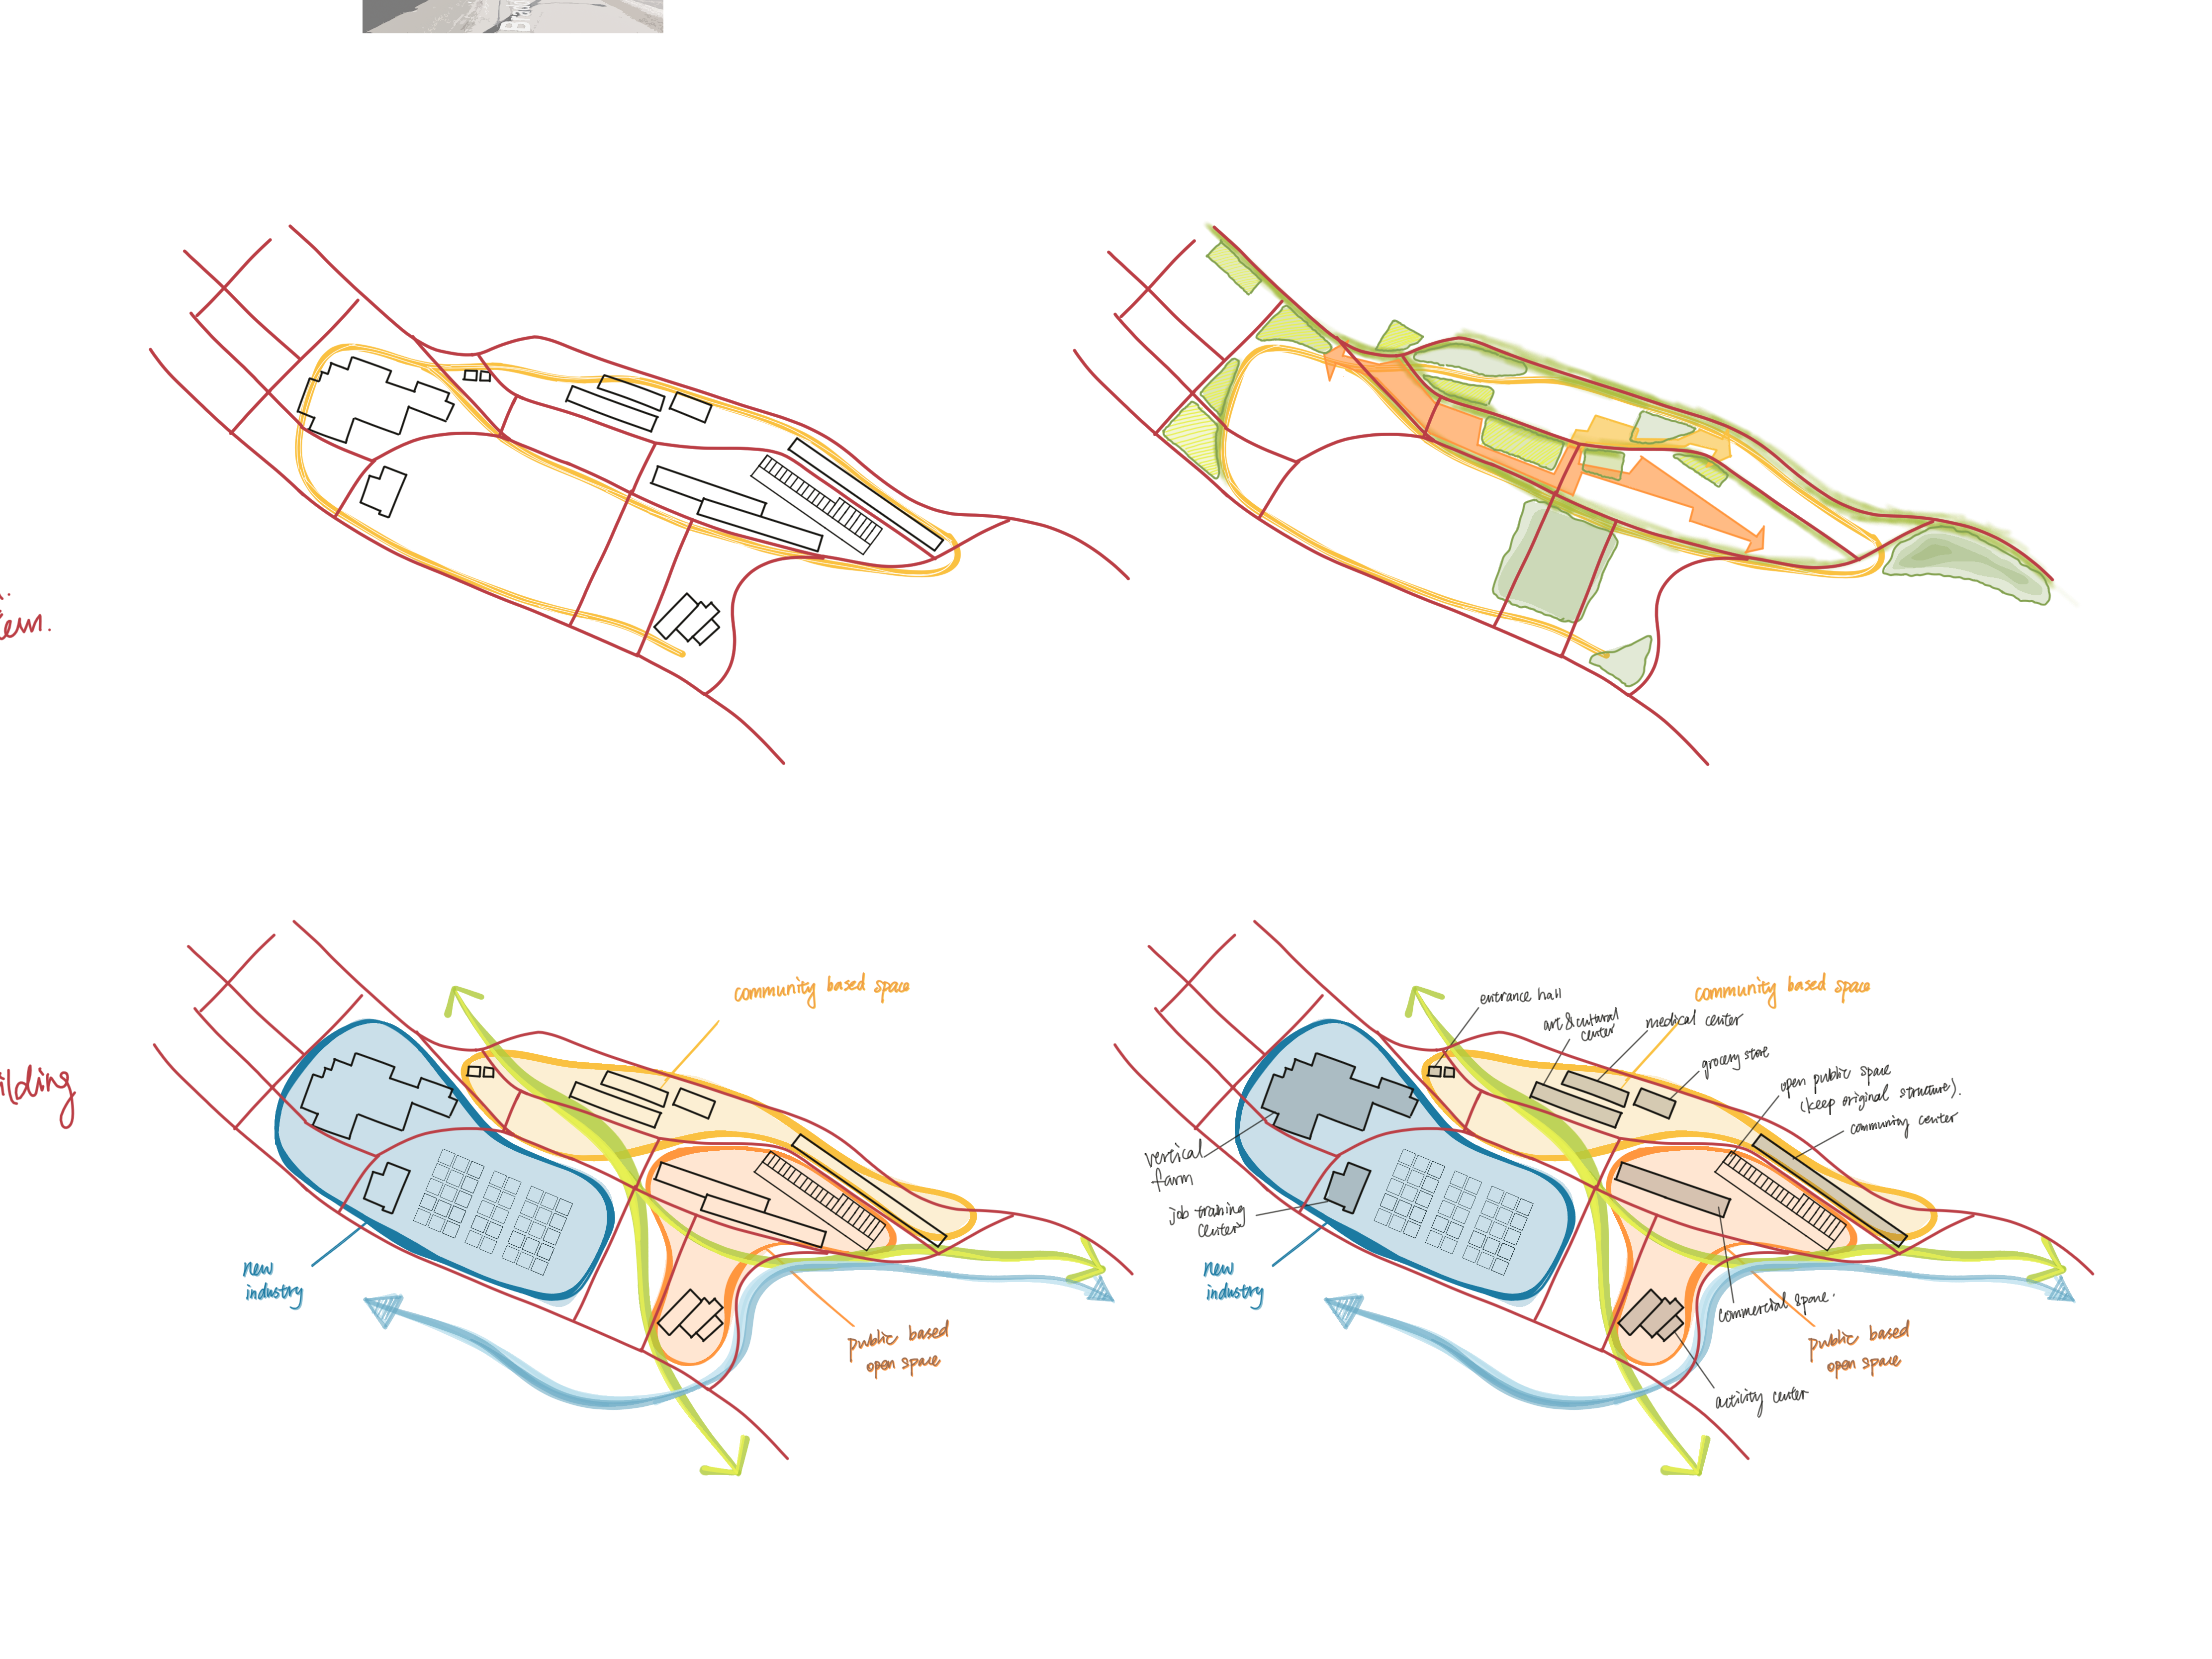 Brad
community based space
new
industry
public based
open space
entrance hall
art & cultural
center
medical center
community based space
grocery store
open public space
(keep original structure).
community center
vertical
farm
job training
center
new
industry
commercial space.
public based
open space
activity center